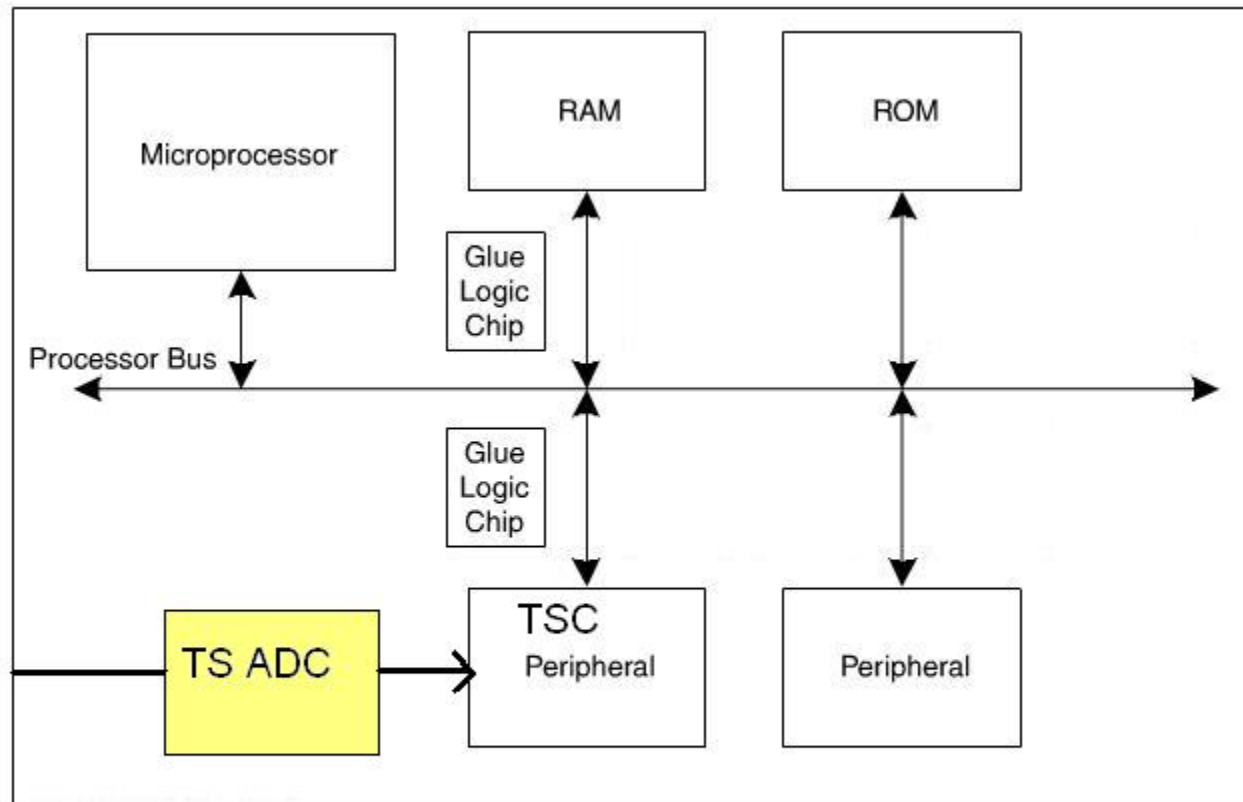 Microprocessor
RAM
ROM
Glue
Logic
Chip
Processor Bus
Glue
Logic
Chip
TS ADC
TSC
Peripheral
Peripheral